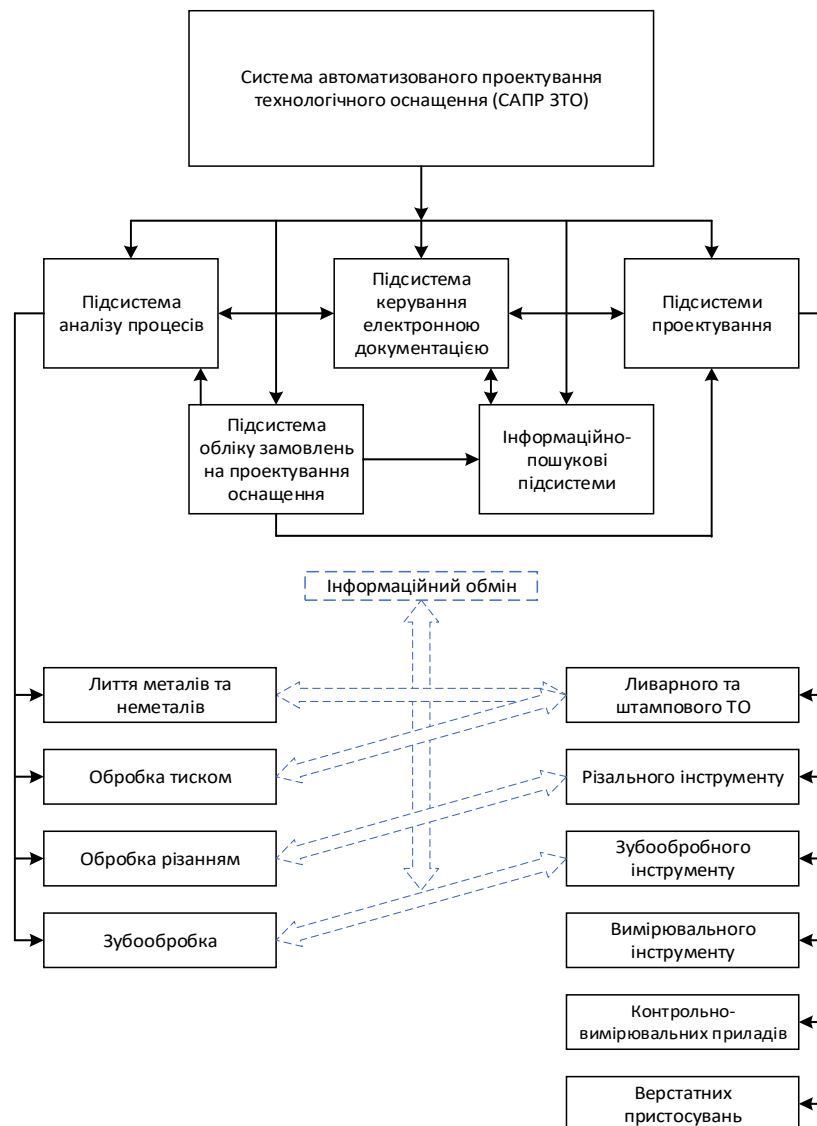 Система автоматизованого проектування
технологічного оснащення (САПР ЗТО)
Підсистема
аналізу процесів
Підсистема
керування
електронною
документацією
Підсистеми
проектування
Підсистема
обліку замовлень
на проектування
оснащення
Інформаційно-
пошукові
підсистеми
Інформаційний обмін
Лиття металів та
неметалів
Ливарного та
штампового ТО
Обробка тиском
Різального інструменту
Обробка різанням
Зубообробного
інструменту
Зубообробка
Вимірювального
інструменту
Контрольно-
вимірювальних приладів
Верстатних
пристосувань